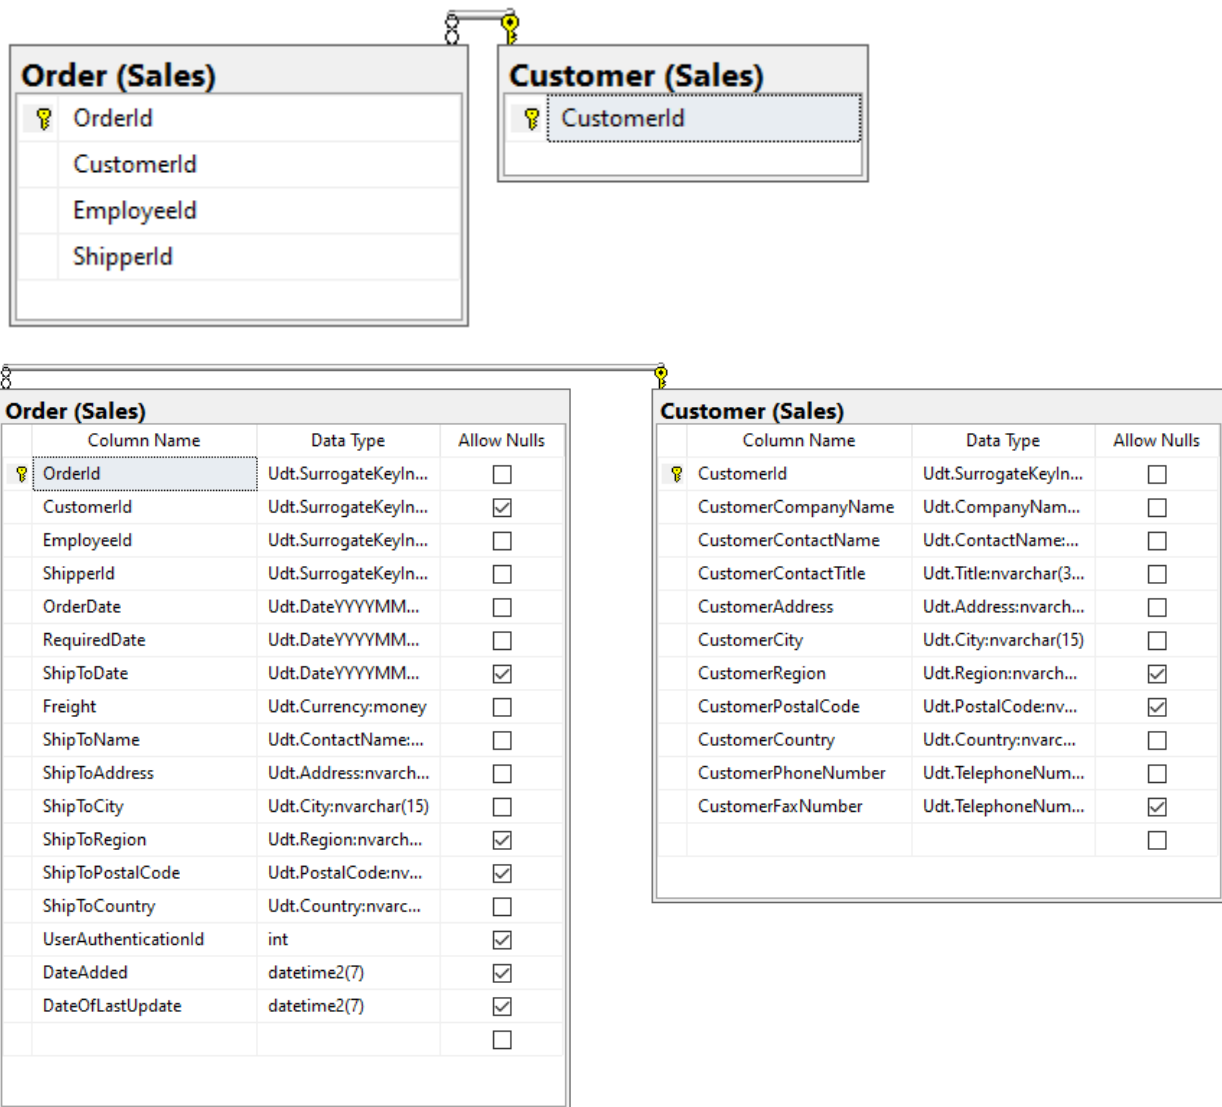 Order (Sales)
OrderId
CustomerId
EmployeeId
ShipperId
Customer (Sales)
CustomerId
Order (Sales)
Column Name Data Type Allow Nulls
OrderId Udt.SurrogateKeyIn...
CustomerId Udt.SurrogateKeyIn...
EmployeeId Udt.SurrogateKeyIn...
ShipperId Udt.SurrogateKeyIn...
OrderDate Udt.DateYYYYMM...
RequiredDate Udt.DateYYYYMM...
ShipToDate Udt.DateYYYYMM...
Freight Udt.Currency:money
ShipToName Udt.ContactName:...
ShipToAddress Udt.Address:nvarch...
ShipToCity Udt.City:nvarchar(15)
ShipToRegion Udt.Region:nvarch...
ShipToPostalCode Udt.PostalCode:nv...
ShipToCountry Udt.Country:nvarc...
UserAuthenticationId int
DateAdded datetime2(7)
DateOfLastUpdate datetime2(7)
Customer (Sales)
Column Name Data Type Allow Nulls
CustomerId Udt.SurrogateKeyIn...
CustomerCompanyName Udt.CompanyNam...
CustomerContactName Udt.ContactName:...
CustomerContactTitle Udt.Title:nvarchar(3...
CustomerAddress Udt.Address:nvarch...
CustomerCity Udt.City:nvarchar(15)
CustomerRegion Udt.Region:nvarch...
CustomerPostalCode Udt.PostalCode:nv...
CustomerCountry Udt.Country:nvarc...
CustomerPhoneNumber Udt.TelephoneNum...
CustomerFaxNumber Udt.TelephoneNum...